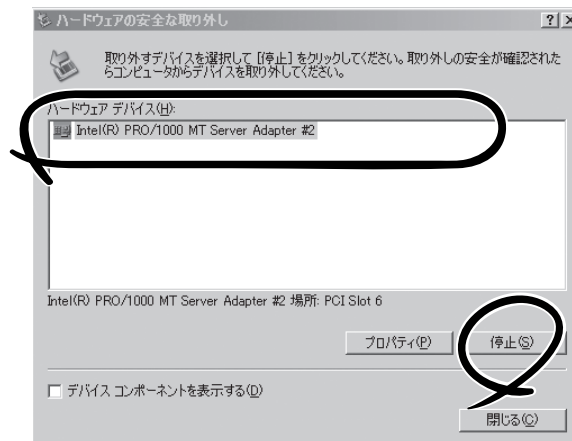 ハードウェアの安全な取り外し
取り外すデバイスを選択して [停止] をクリックしてください。取り外しの安全が確認された
らコンピュータからデバイスを取り外してください。
ハードウェア デバイス(H):
Intel(R) PRO/1000 MT Server Adapter #2
Intel(R) PRO/1000 MT Server Adapter #2 場所: PCI Slot 6
プロパティ(P)
停止(S)
デバイス コンポーネントを表示する(D)
閉じる(C)